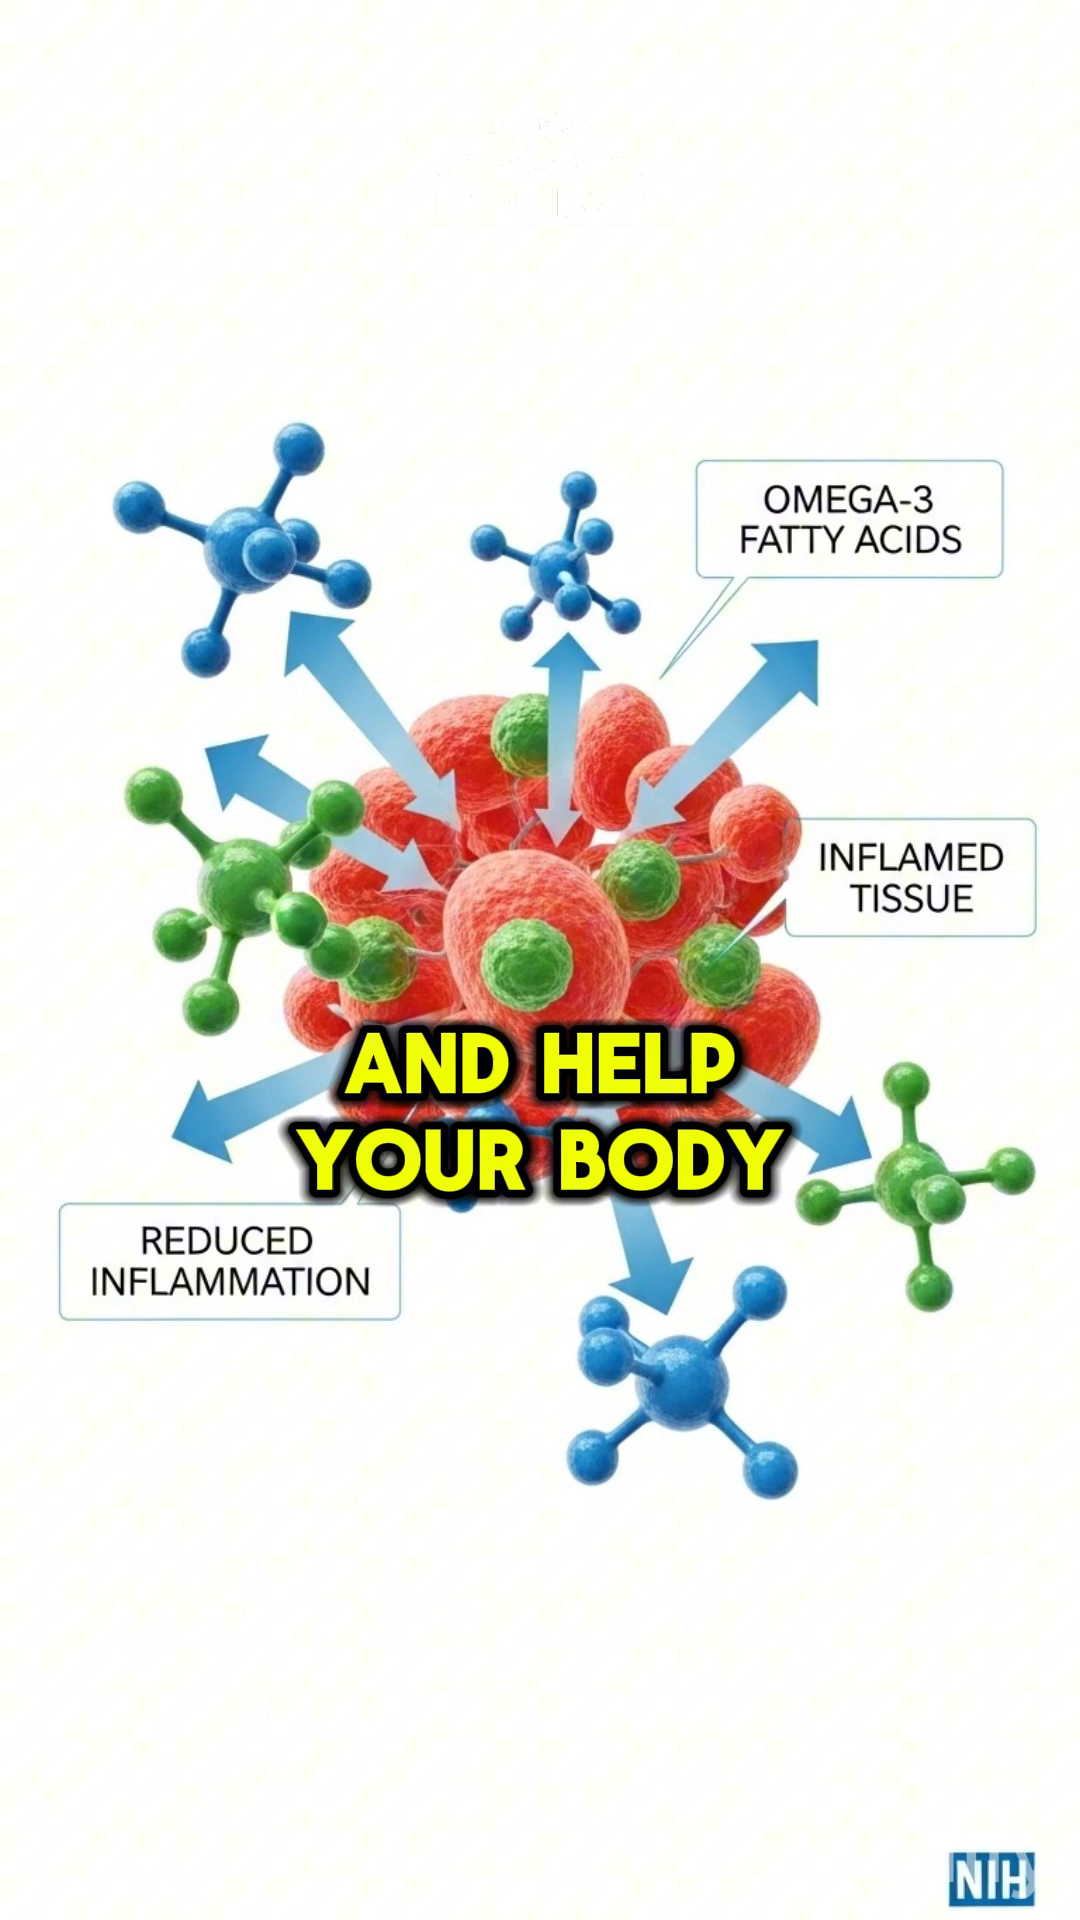 OMEGA-3
FATTY ACIDS
INFLAMED
TISSUE
AND HELP
YOUR BODY
REDUCED
INFLAMMATION
NIH